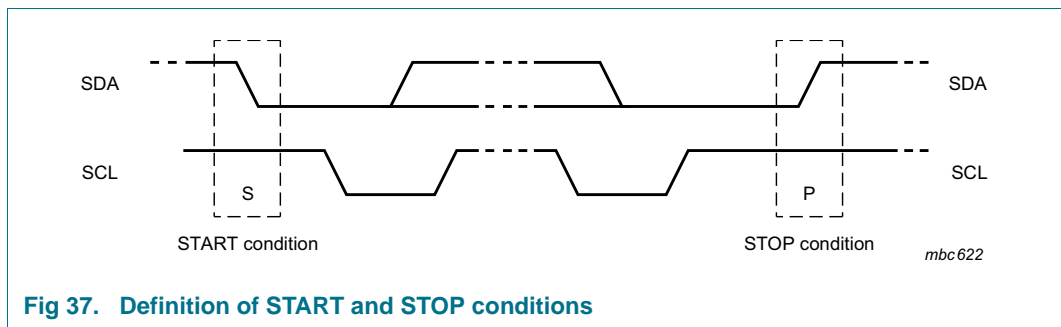 SDA SDA
SCL SCL
S P
START condition STOP condition
mbc622
Fig 37. Definition of START and STOP conditions